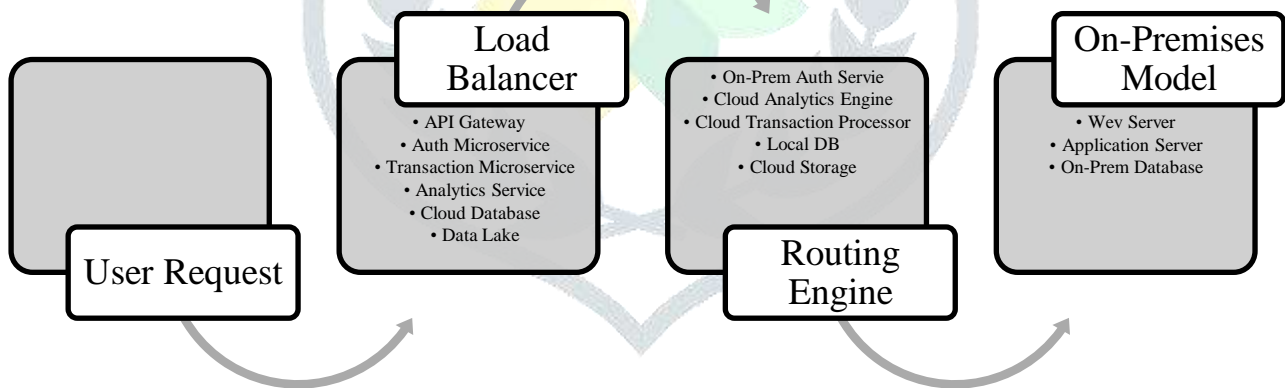 User Request
Load
Balancer
• API Gateway
• Auth Microservice
• Transaction Microservice
• Analytics Service
• Cloud Database
• Data Lake
• On-Prem Auth Servie
• Cloud Analytics Engine
• Cloud Transaction Processor
• Local DB
• Cloud Storage
Routing
Engine
On-Premises
Model
• Wev Server
• Application Server
• On-Prem Database